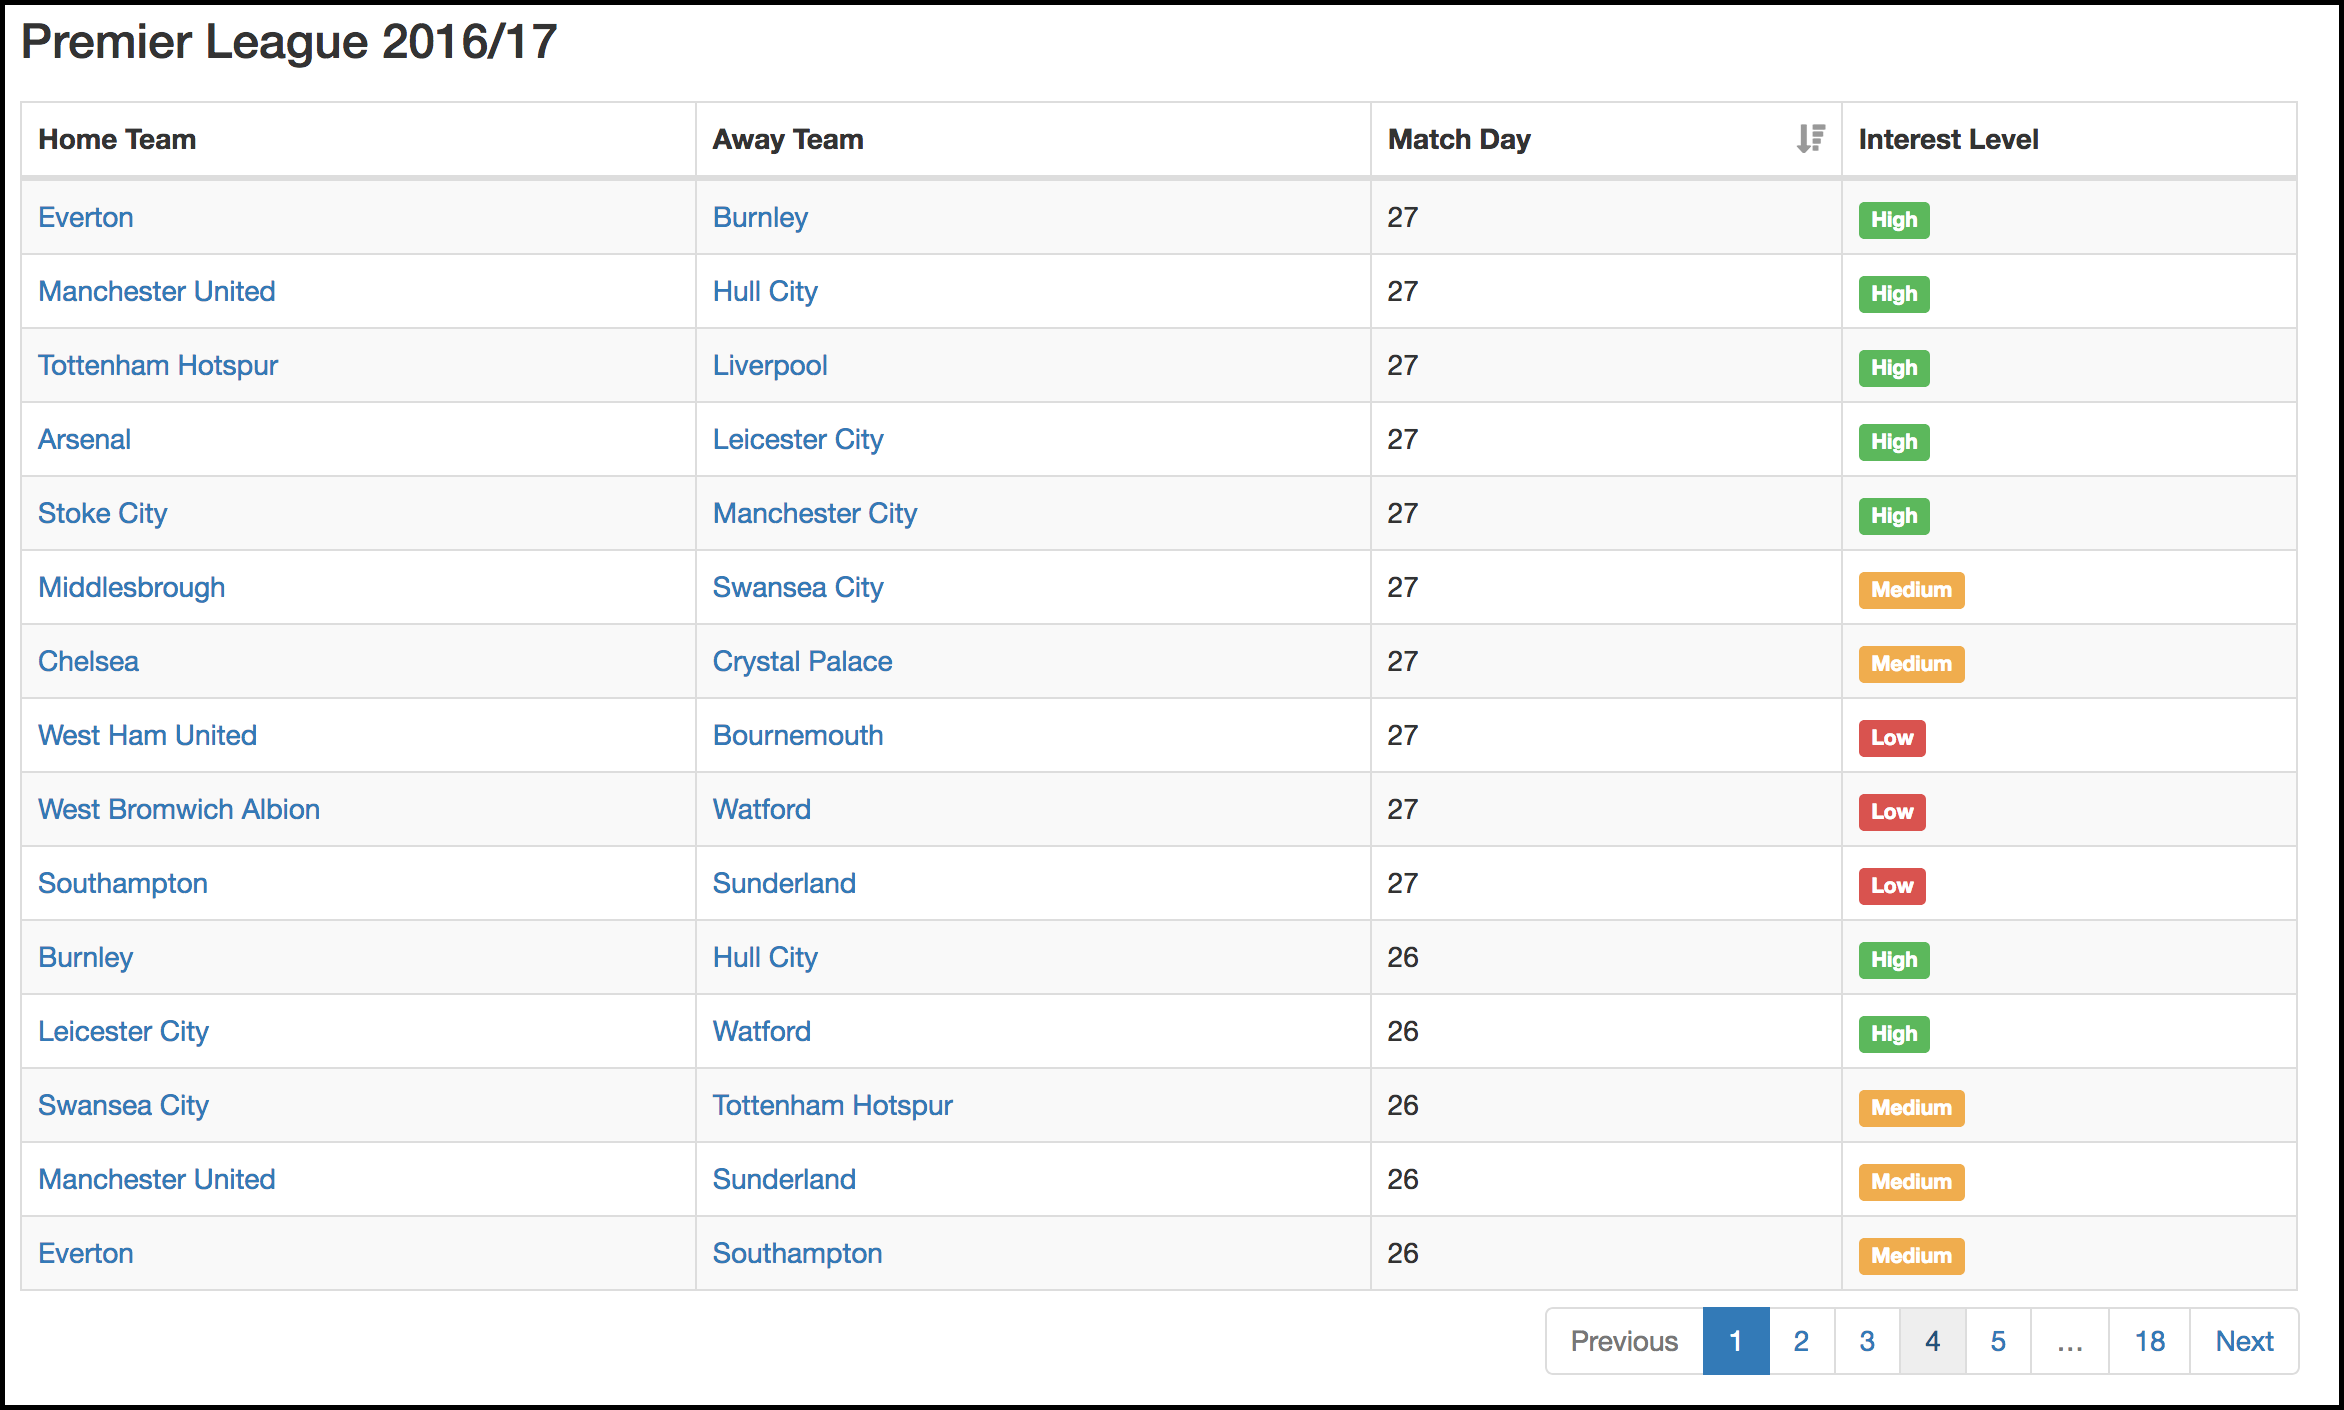 Premier League 2016/17
Home Team Away Team Match Day Interest Level
Everton Burnley 27 High
Manchester United Hull City 27 High
Tottenham Hotspur Liverpool 27 High
Arsenal Leicester City 27 High
Stoke City Manchester City 27 High
Middlesbrough Swansea City 27 Medium
Chelsea Crystal Palace 27 Medium
West Ham United Bournemouth 27 Low
West Bromwich Albion Watford 27 Low
Southampton Sunderland 27 Low
Burnley Hull City 26 High
Leicester City Watford 26 High
Swansea City Tottenham Hotspur 26 Medium
Manchester United Sunderland 26 Medium
Everton Southampton 26 Medium
Previous 1 2 3 4 5 ... 18 Next